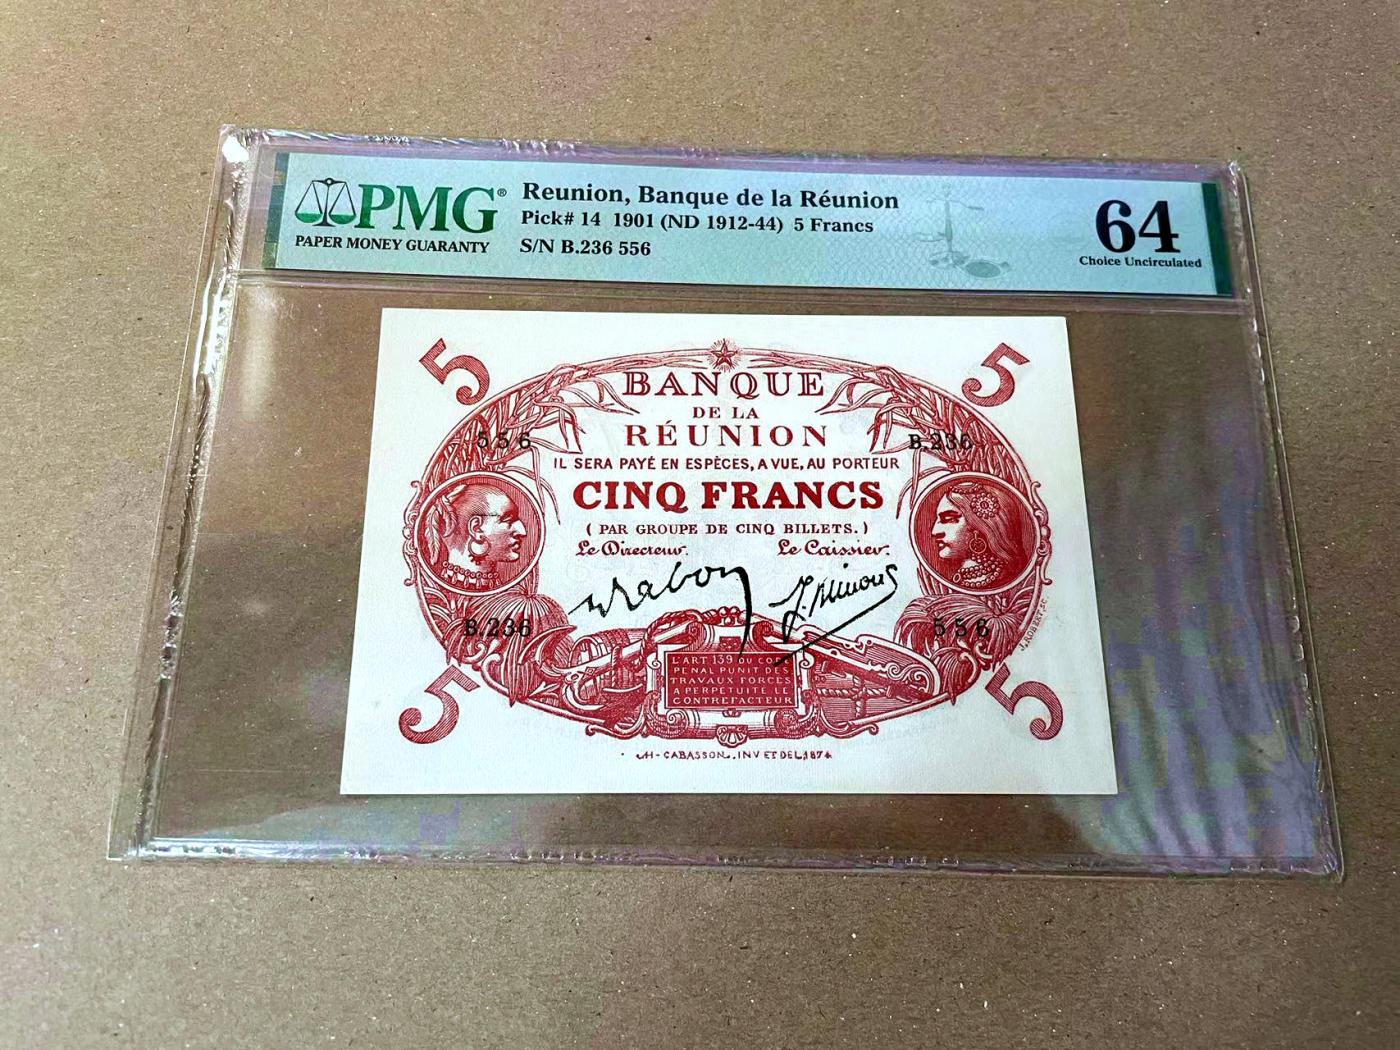 PMG®
PAPER MONEY GUARANTY
Reunion, Banque de la Réunion
Pick# 14 1901 (ND 1912-44) 5 Francs
S/N B.236 556
64
Choice Uncirculated
5 5
BANQUE
DE LA
RÉUNION
556 B.236
IL SERA PAYÉ EN ESPÈCES, A VUE, AU PORTEUR
CINQ FRANCS
( PAR GROUPE DE CINQ BILLETS. )
Le Directeur. Le Caissier.
B.236 556
J. ROBERT, SC.
L'ART. 139 DU CODE
PENAL PUNIT DES
TRAVAUX FORCES
A PERPÉTUITÉ LE
CONTREFACTEUR
5 5
H-CABASSON, INV ET DEL, 1874